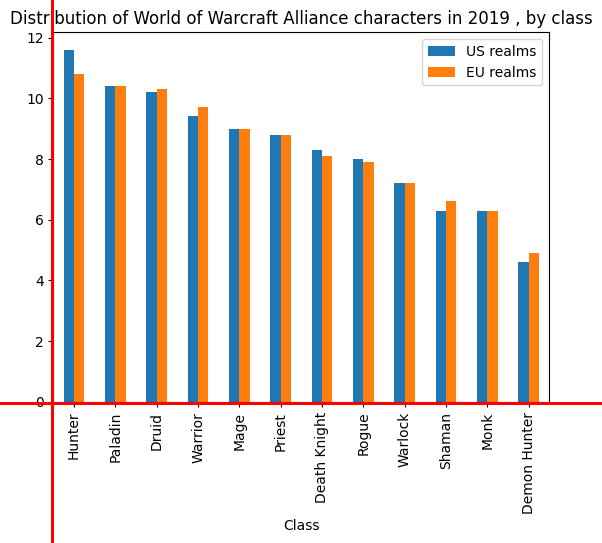 Distribution of World of Warcraft Alliance characters in 2019 , by class
US realms
EU realms
12
10
8
6
4
2
0
Hunter
Paladin
Druid
Warrior
Mage
Priest
Death Knight
Rogue
Warlock
Shaman
Monk
Demon Hunter
Class